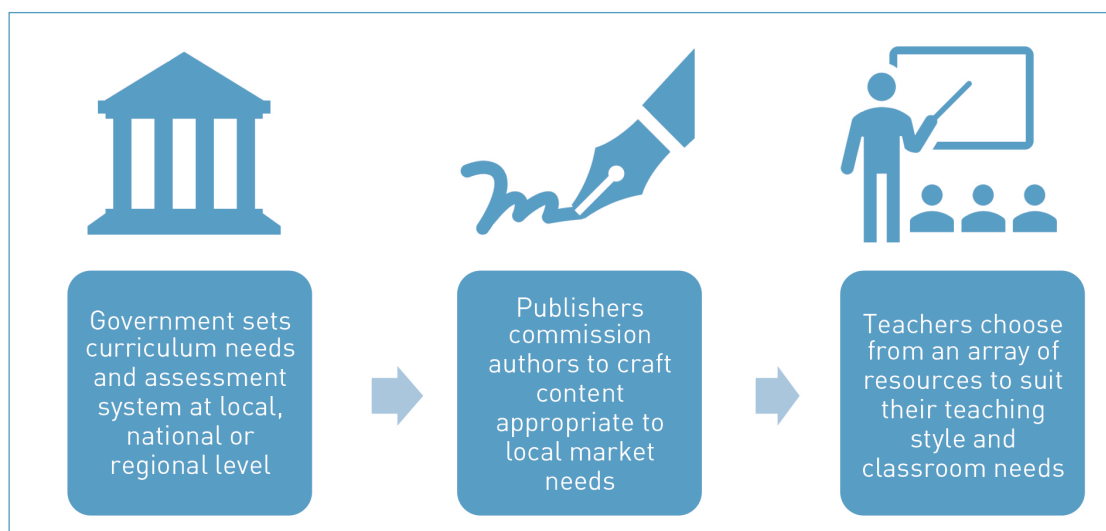 Government sets
curriculum needs
and assessment
system at local,
national or
regional level
Publishers
commission
authors to craft
content
appropriate to
local market
needs
Teachers choose
from an array of
resources to suit
their teaching
style and
classroom needs